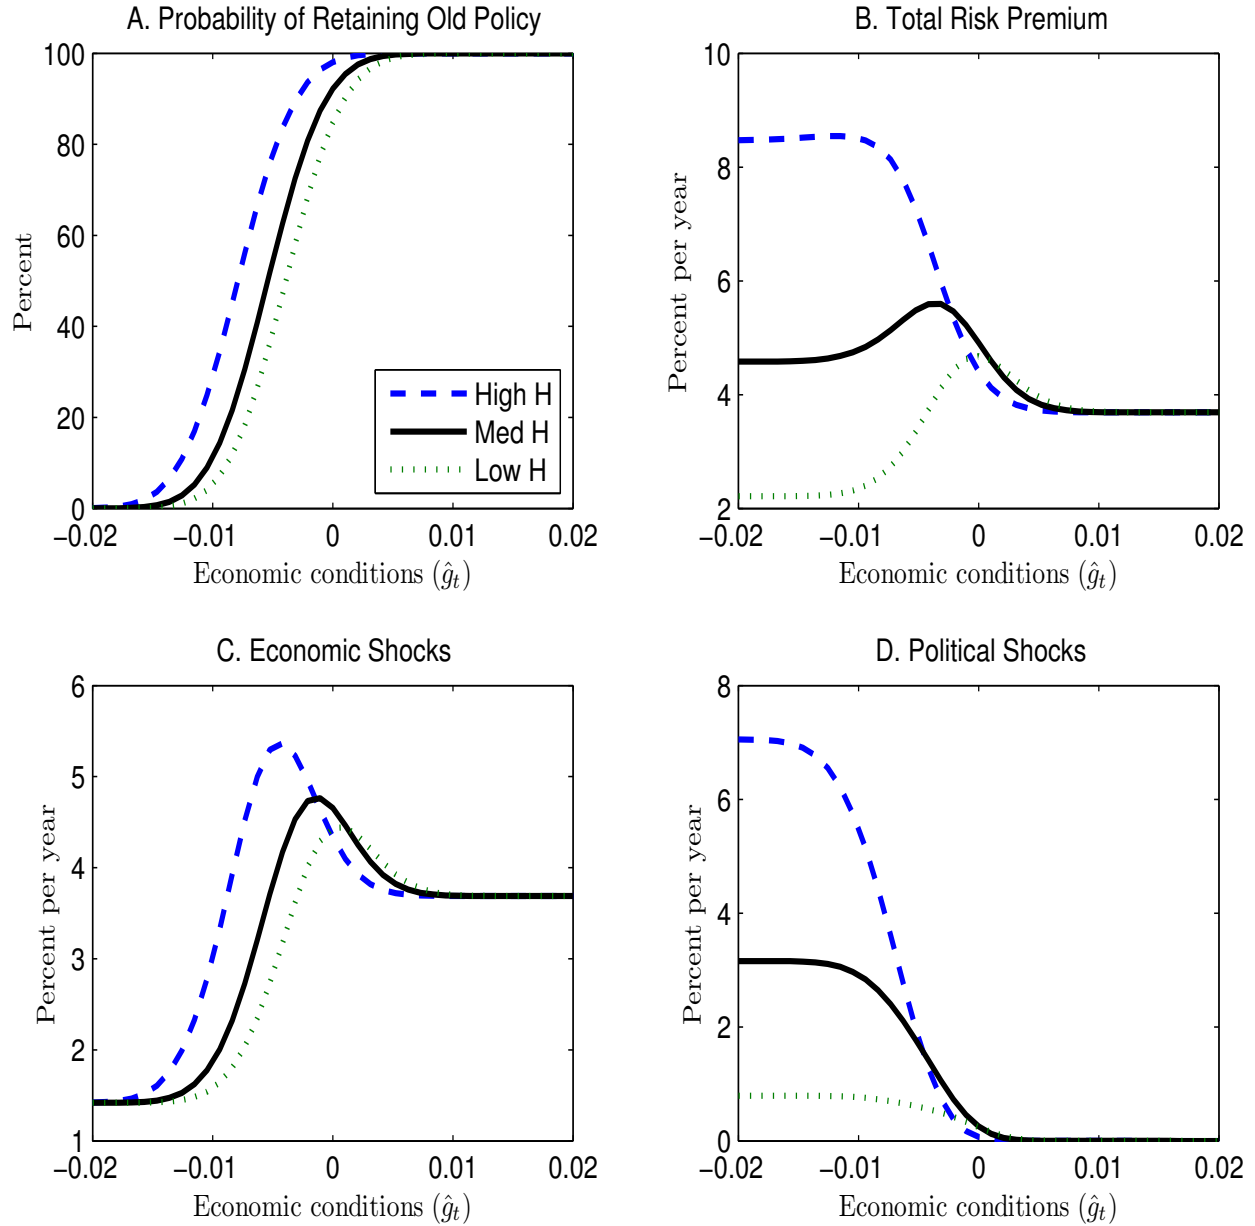 A. Probability of Retaining Old Policy
100
80
60
40
20
0
Percent
High H
Med H
Low H
−0.02 −0.01 0 0.01 0.02
Economic conditions (ĝt)
B. Total Risk Premium
10
8
6
4
2
Percent per year
−0.02 −0.01 0 0.01 0.02
Economic conditions (ĝt)
C. Economic Shocks
6
5
4
3
2
1
Percent per year
−0.02 −0.01 0 0.01 0.02
Economic conditions (ĝt)
D. Political Shocks
8
6
4
2
0
Percent per year
−0.02 −0.01 0 0.01 0.02
Economic conditions (ĝt)